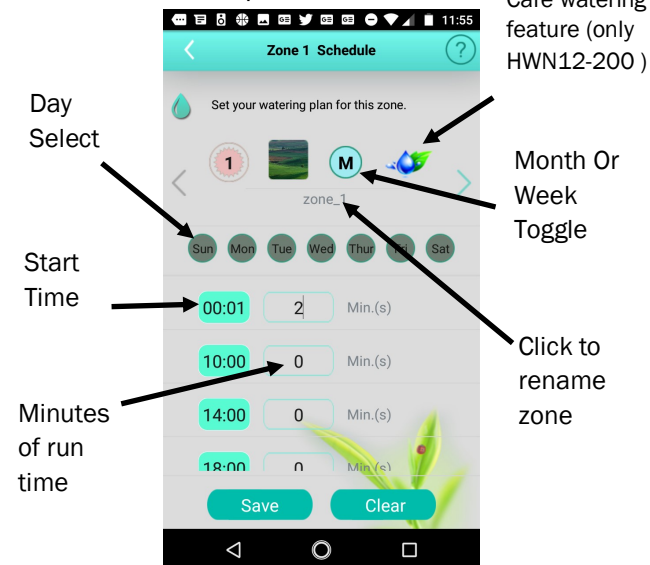 Care watering
feature (only
HWN12-200 )
11:55
Zone 1 Schedule
?
Set your watering plan for this zone.
1
M
zone_1
Day
Select
Month Or
Week
Toggle
Sun Mon Tue Wed Thur Fri Sat
Start
Time
00:01 2 Min.(s)
10:00 0 Min.(s)
Click to
rename
zone
14:00 0 Min.(s)
Minutes
of run
time
18:00 0 Min.(s)
Save Clear